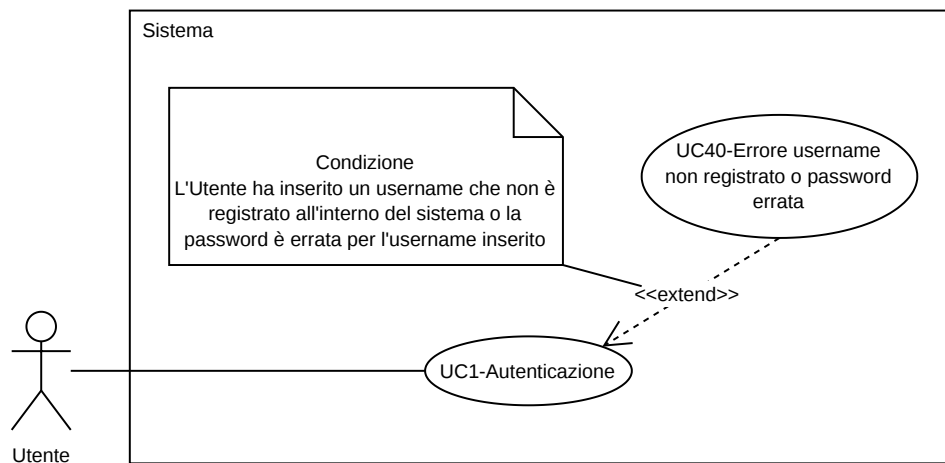 Sistema
Condizione
L'Utente ha inserito un username che non è
registrato all'interno del sistema o la
password è errata per l'username inserito
UC40-Errore username
non registrato o password
errata
<<extend>>
UC1-Autenticazione
Utente